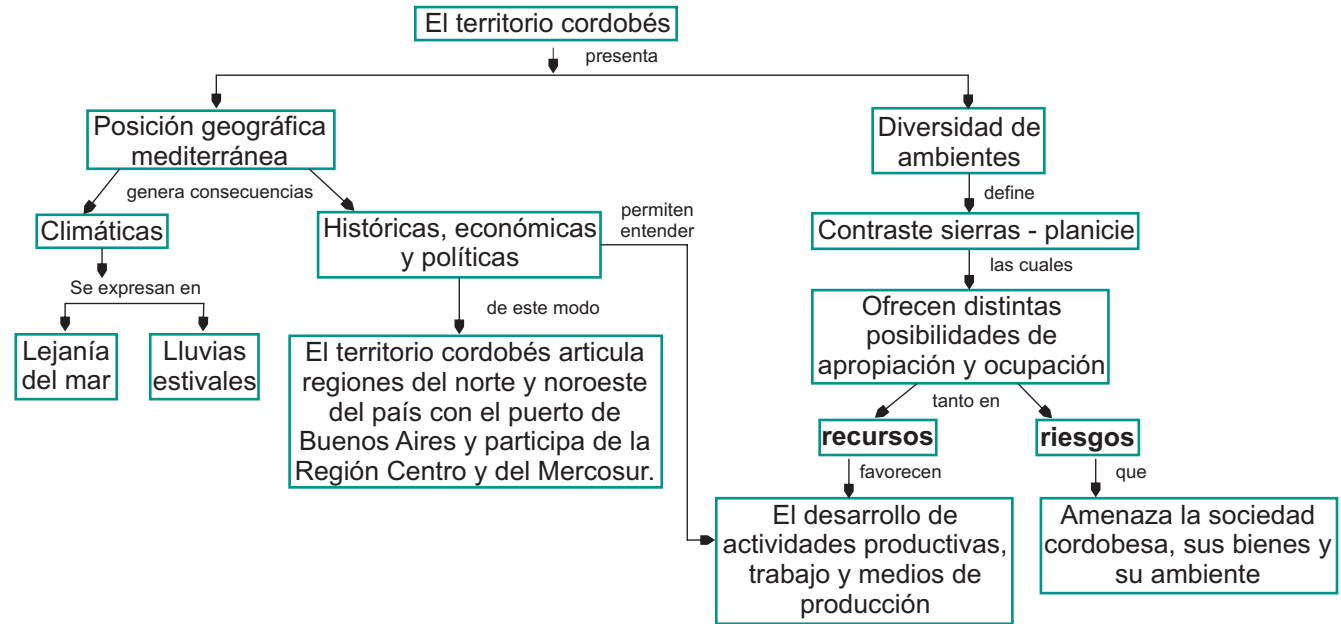 El territorio cordobés
presenta
Posición geográfica
mediterránea
genera consecuencias
Climáticas
Se expresan en
Lejanía
del mar
Lluvias
estivales
Históricas, económicas
y políticas
permiten
entender
de este modo
El territorio cordobés articula
regiones del norte y noroeste
del país con el puerto de
Buenos Aires y participa de la
Región Centro y del Mercosur.
Diversidad de
ambientes
define
Contraste sierras - planicie
las cuales
Ofrecen distintas
posibilidades de
apropiación y ocupación
tanto en
recursos
favorecen
El desarrollo de
actividades productivas,
trabajo y medios de
producción
riesgos
que
Amenaza la sociedad
cordobesa, sus bienes y
su ambiente